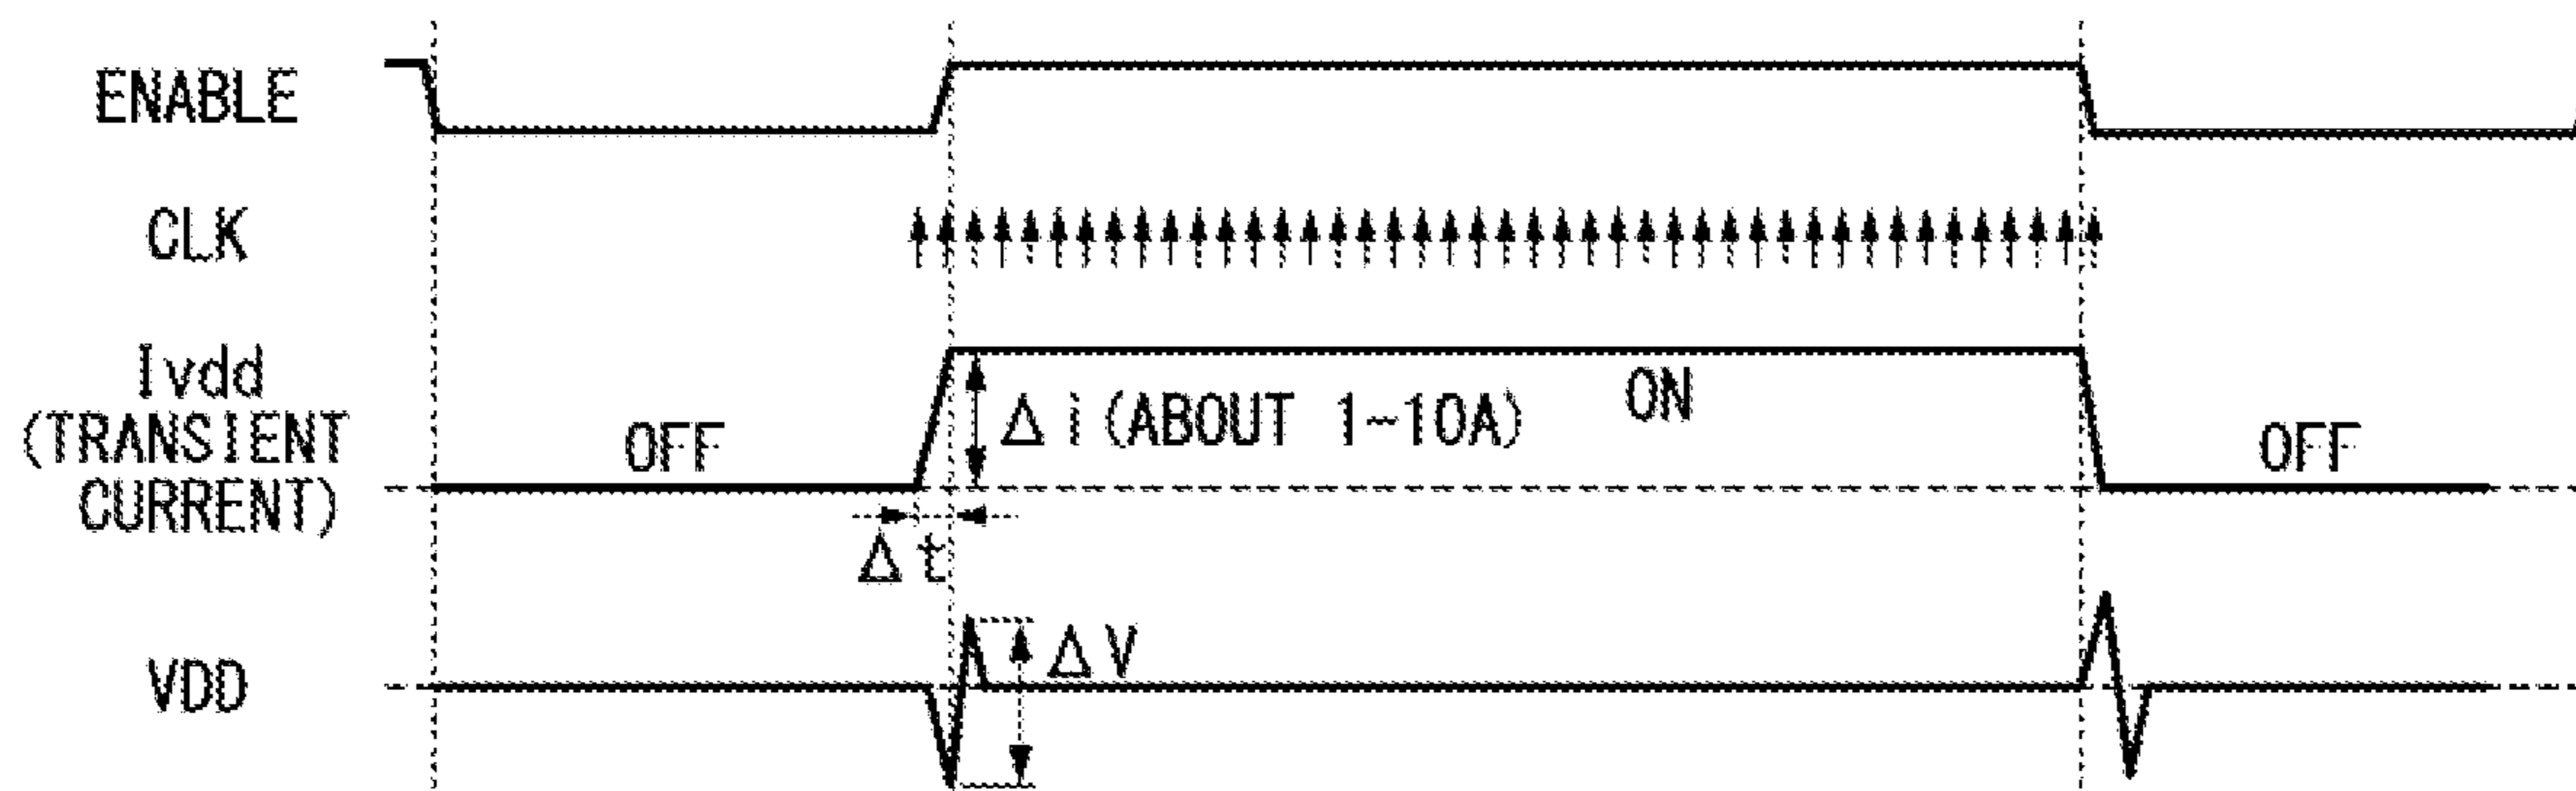 ENABLE
CLK
Ivdd
(TRANSIENT
CURRENT)
OFF
Δi (ABOUT 1~10A)
ON
OFF
Δt
VDD
ΔV